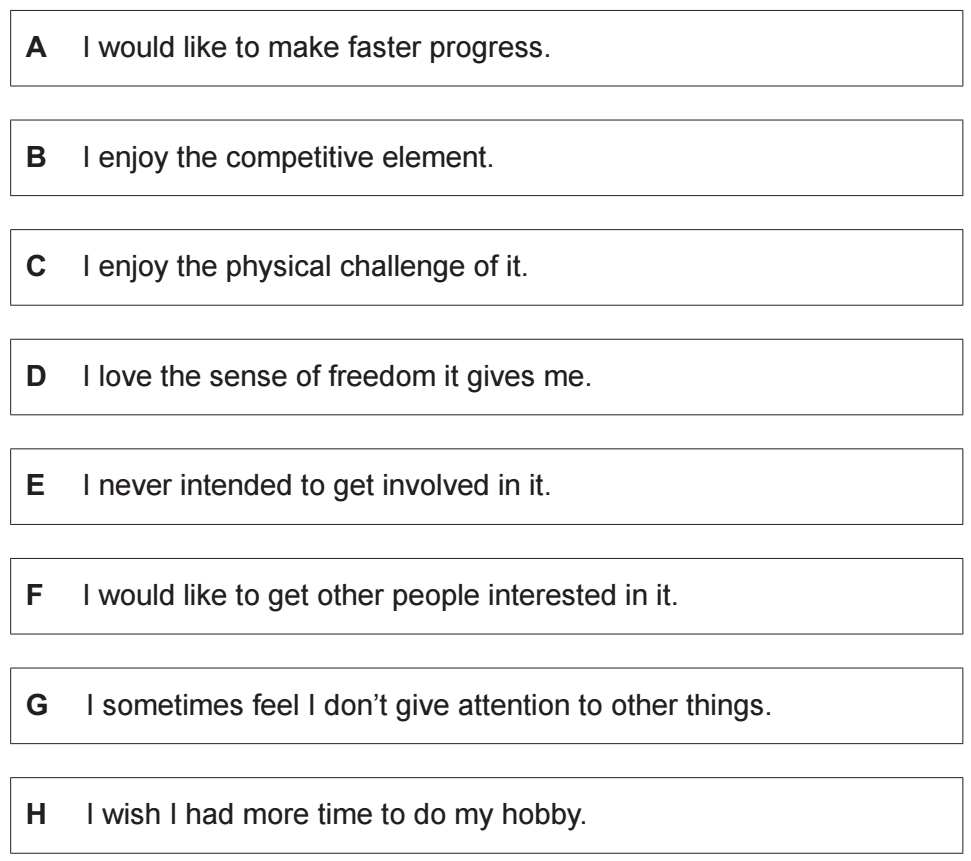 A I would like to make faster progress.
B I enjoy the competitive element.
C I enjoy the physical challenge of it.
D I love the sense of freedom it gives me.
E I never intended to get involved in it.
F I would like to get other people interested in it.
G I sometimes feel I don’t give attention to other things.
H I wish I had more time to do my hobby.